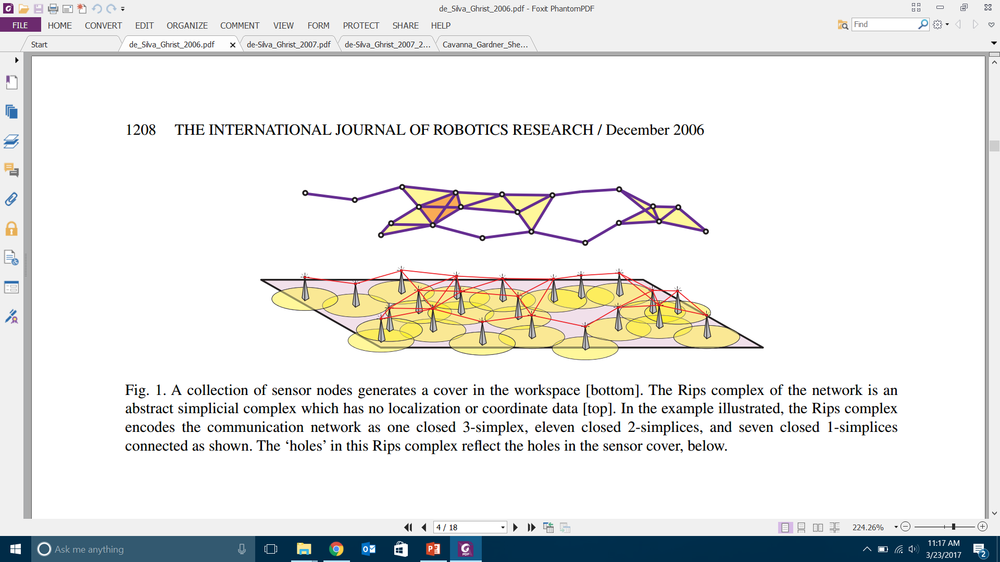 de_Silva_Ghrist_2006.pdf - Foxit PhantomPDF
FILE HOME CONVERT EDIT ORGANIZE COMMENT VIEW FORM PROTECT SHARE HELP
Find
Start
de_Silva_Ghrist_2006.pdf
de-Silva_Ghrist_2007.pdf
de-Silva_Ghrist_2007_2...
Cavanna_Gardner_She...
1208 THE INTERNATIONAL JOURNAL OF ROBOTICS RESEARCH / December 2006
Fig. 1. A collection of sensor nodes generates a cover in the workspace [bottom]. The Rips complex of the network is an
abstract simplicial complex which has no localization or coordinate data [top]. In the example illustrated, the Rips complex
encodes the communication network as one closed 3-simplex, eleven closed 2-simplices, and seven closed 1-simplices
connected as shown. The ‘holes’ in this Rips complex reflect the holes in the sensor cover, below.
4 / 18
224.26%
Ask me anything
PDF
11:17 AM
3/23/2017
2